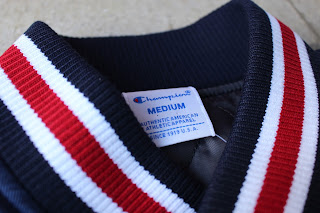 Champion
MEDIUM
AUTHENTIC AMERICAN
ATHLETIC APPAREL
SINCE 1919 U.S.A.